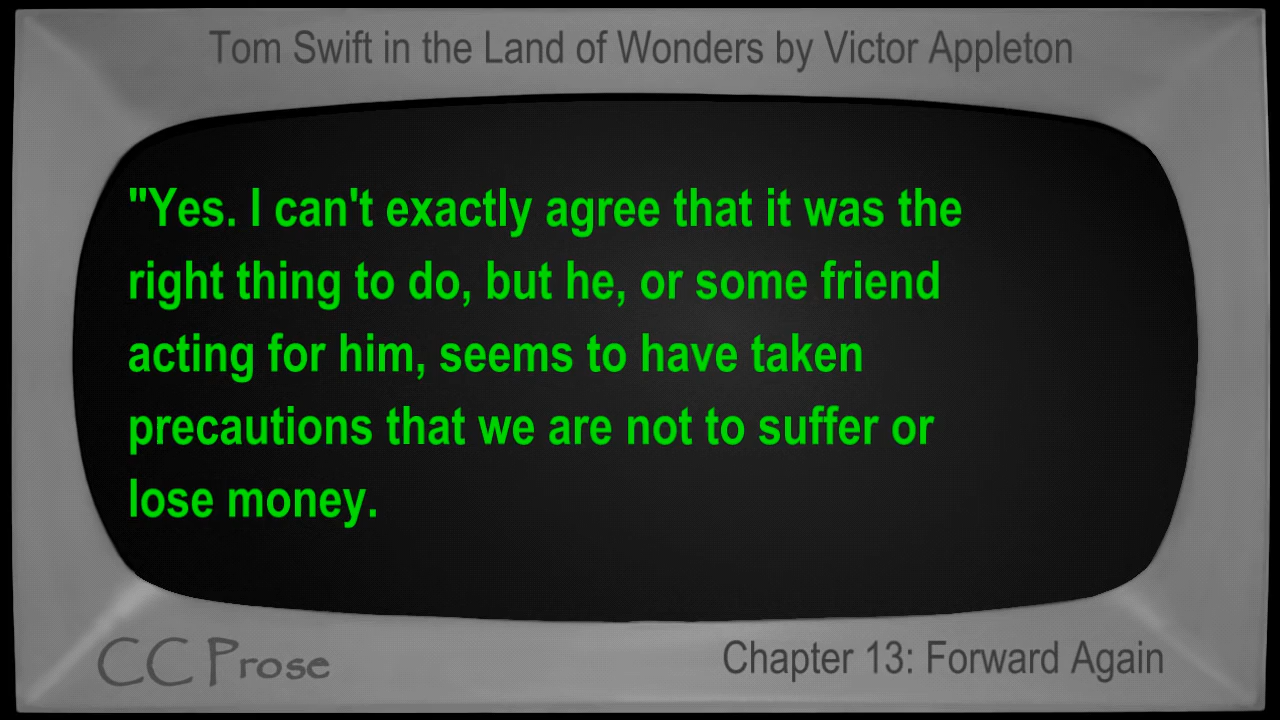 Tom Swift in the Land of Wonders by Victor Appleton
"Yes. I can't exactly agree that it was the
right thing to do, but he, or some friend
acting for him, seems to have taken
precautions that we are not to suffer or
lose money.
CC Prose
Chapter 13: Forward Again